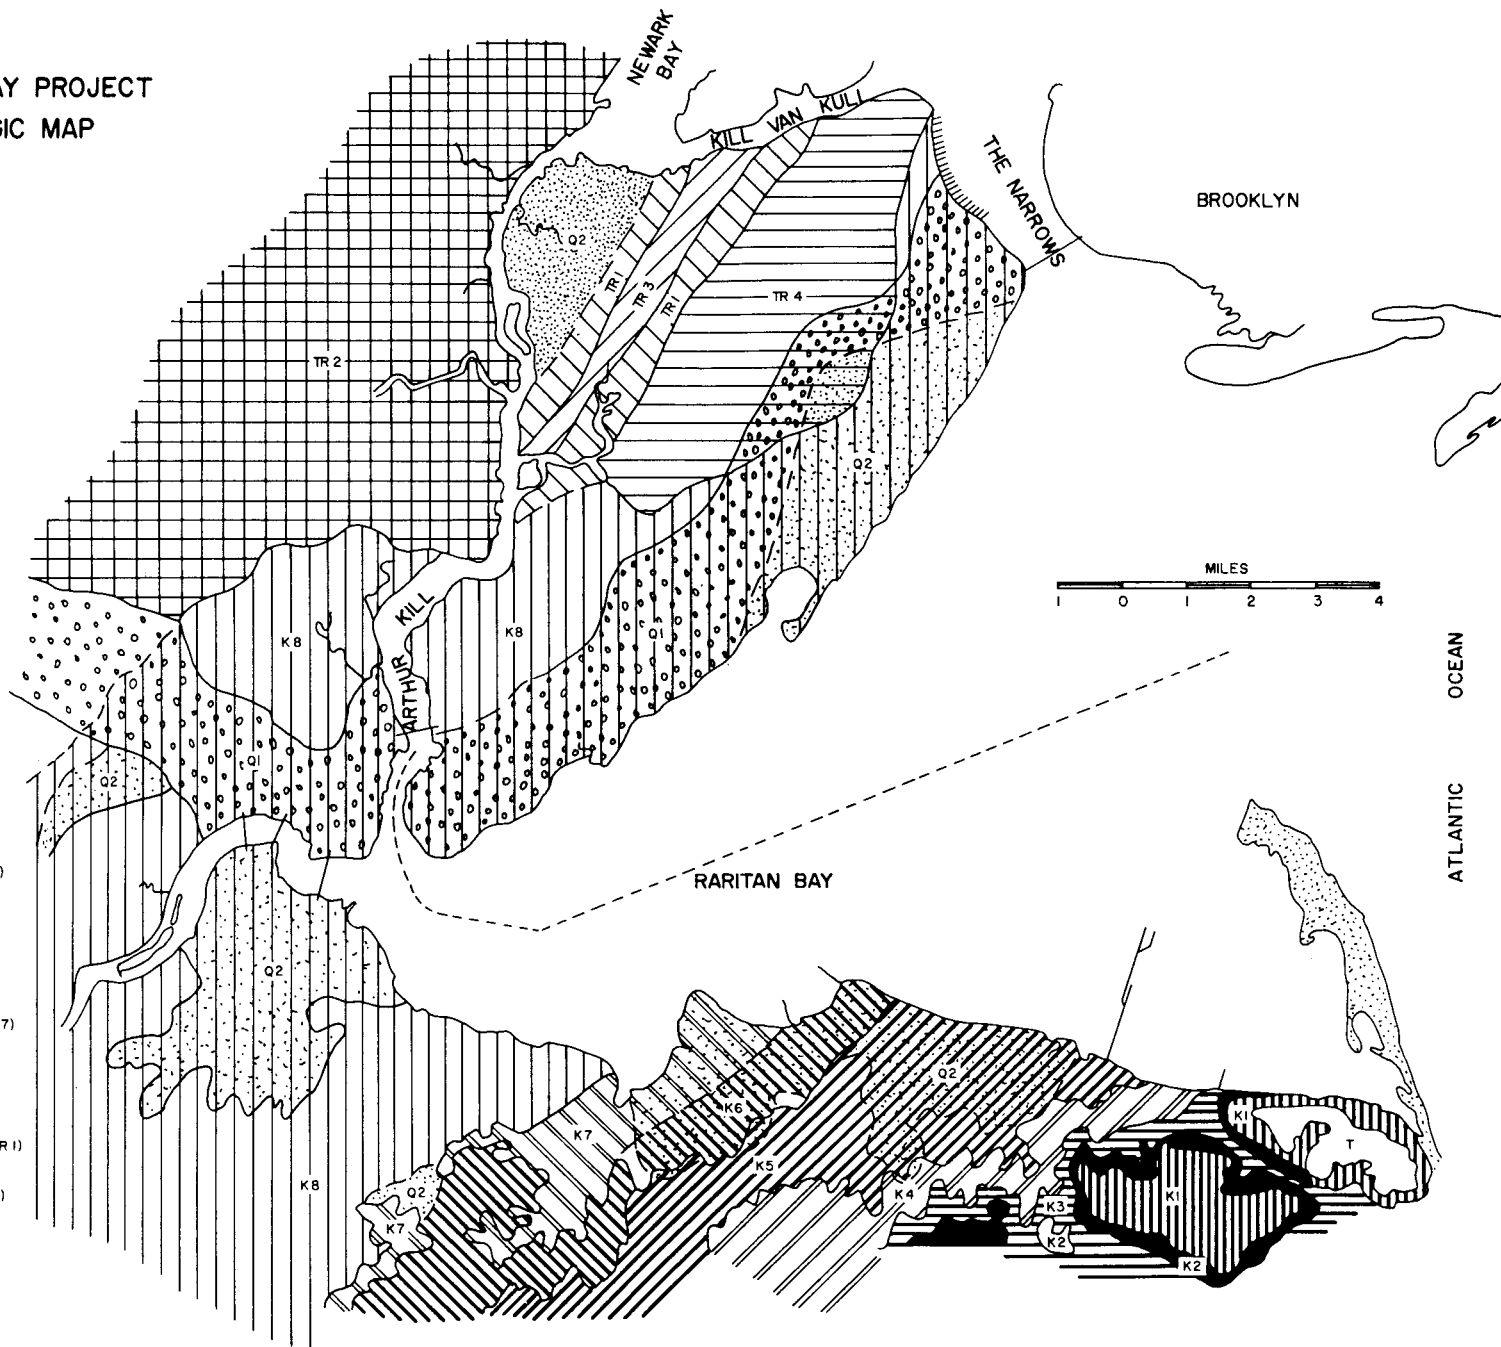 AY PROJECT
GIC MAP
NEWARK
BAY
KILL VAN KULL
THE NARROWS
BROOKLYN
Q2
TR I
TR 3
TR I
TR 4
TR 2
Q2
MILES
1 0 1 2 3 4
K8
ARTHUR KILL
K8
Q1
Q1
Q2
ATLANTIC OCEAN
RARITAN BAY
)
Q2
7)
Q2
K6
K7
K5
K1
T
R I)
)
K8
Q2
K7
K4
K3
K2
K1
K2